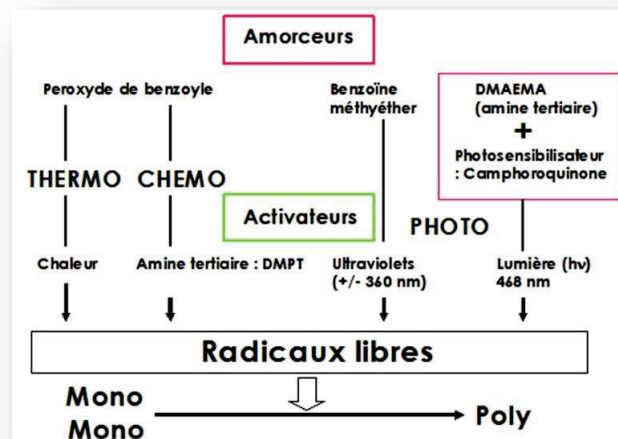 Amorceurs
Peroxyde de benzoyle
Benzoïne
méthyéther
DMAEMA
(amine tertiaire)
+
Photosensibilisateur
: Camphoroquinone
THERMO
CHEMO
Activateurs
PHOTO
Chaleur
Amine tertiaire : DMPT
Ultraviolets
(+/- 360 nm)
Lumière (hν)
468 nm
Radicaux libres
Mono
Mono
Poly